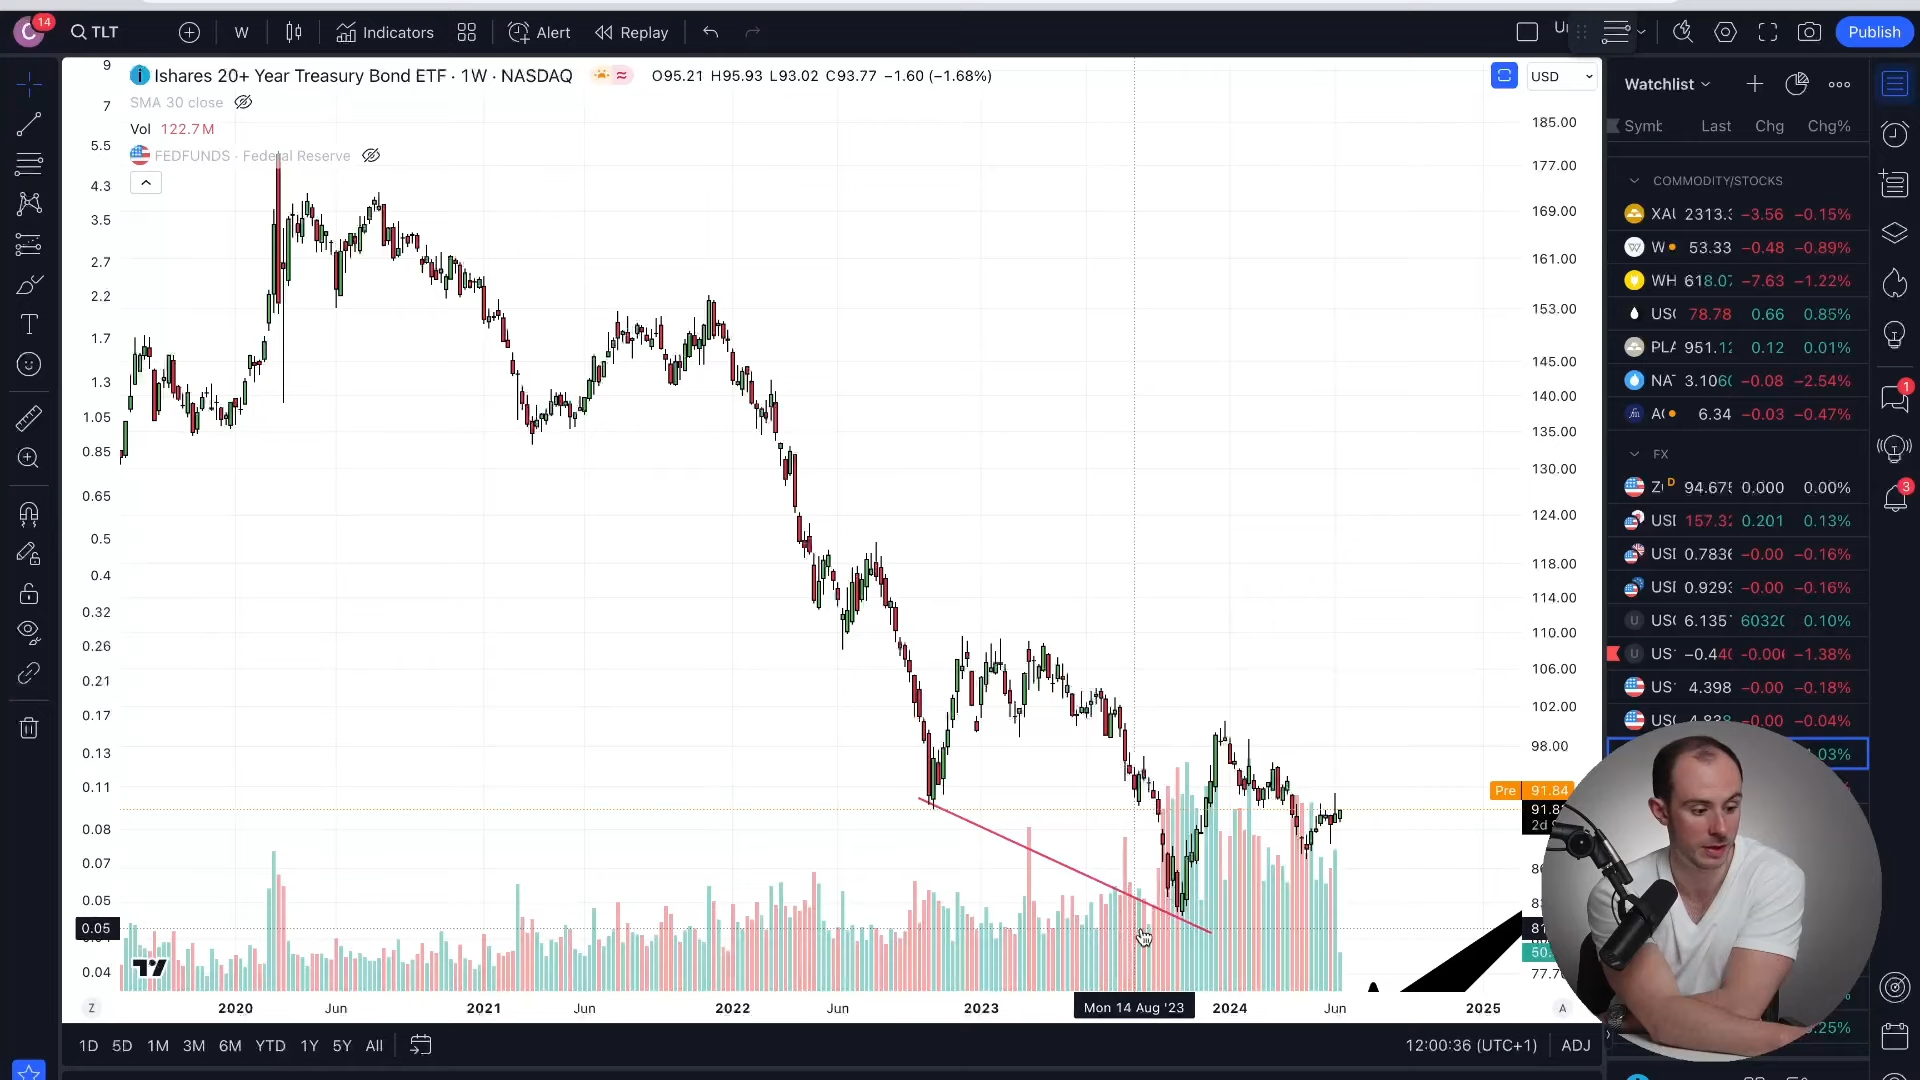 C 14 TLT W Indicators Alert Replay Publish
Ishares 20+ Year Treasury Bond ETF · 1W · NASDAQ O95.21 H95.93 L93.02 C93.77 −1.60 (−1.68%)
USD
SMA 30 close
Vol 122.7M
FEDFUNDS · Federal Reserve
9
7
5.5
4.3
3.5
2.7
2.2
1.7
1.3
1.05
0.85
0.65
0.5
0.4
0.32
0.26
0.21
0.17
0.13
0.11
0.08
0.07
0.05
0.05
0.04
185.00
177.00
169.00
161.00
153.00
145.00
140.00
135.00
130.00
124.00
118.00
114.00
110.00
106.00
102.00
98.00
Pre 91.84
2020 Jun 2021 Jun 2022 Jun 2023 Mon 14 Aug '23 2024 Jun 2025
Z
A
1D 5D 1M 3M 6M YTD 1Y 5Y All
12:00:36 (UTC+1) ADJ
Watchlist
Last Chg Chg%
COMMODITY/STOCKS
XAU −3.56 −0.15%
W 53.33 −0.48 −0.89%
WH 618.07 −7.63 −1.22%
78.78 0.66 0.85%
951.12 0.12 0.01%
−0.08 −2.54%
6.34 −0.03 −0.47%
FX
D 94.675 0.000 0.00%
0.201 0.13%
−0.00 −0.16%
−0.00 −0.16%
0.10%
−1.38%
4.398 −0.00 −0.18%
−0.00 −0.04%
1
3